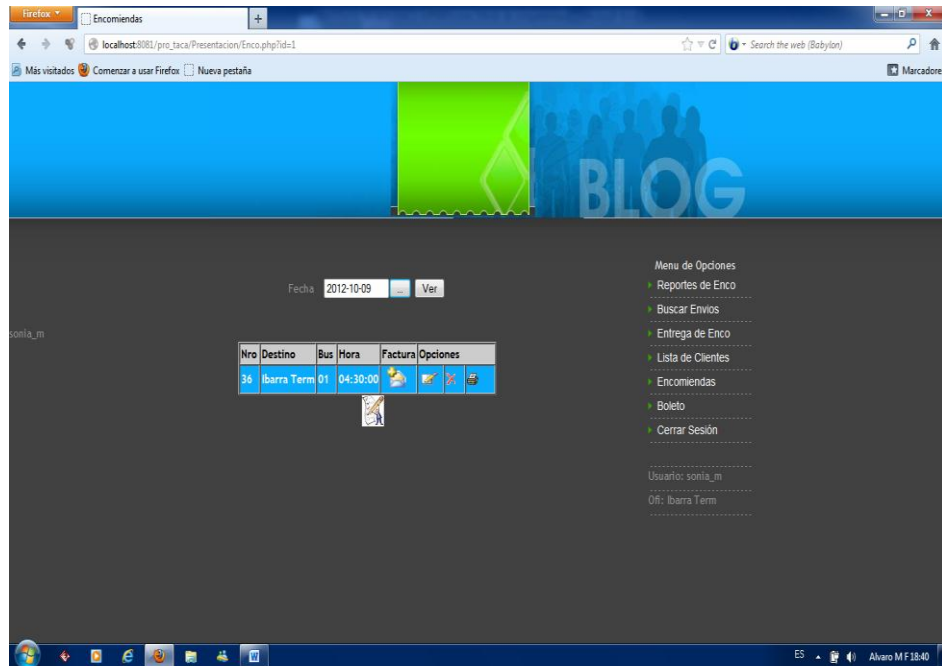 Firefox
Encomiendas
localhost:8081/pro_taca/Presentacion/Enco.php?id=1
Search the web (Babylon)
Más visitados Comenzar a usar Firefox Nueva pestaña
Marcadore
BLOG
Menu de Opciones
Fecha 2012-10-09 ... Ver
Reportes de Enco
Buscar Envios
sonia_m
Entrega de Enco
Nro Destino Bus Hora Factura Opciones
Lista de Clientes
36 Ibarra Term 01 04:30:00
Encomiendas
Boleto
Cerrar Sesión
Usuario: sonia_m
Ofi: Ibarra Term
ES
Alvaro M F 18:40